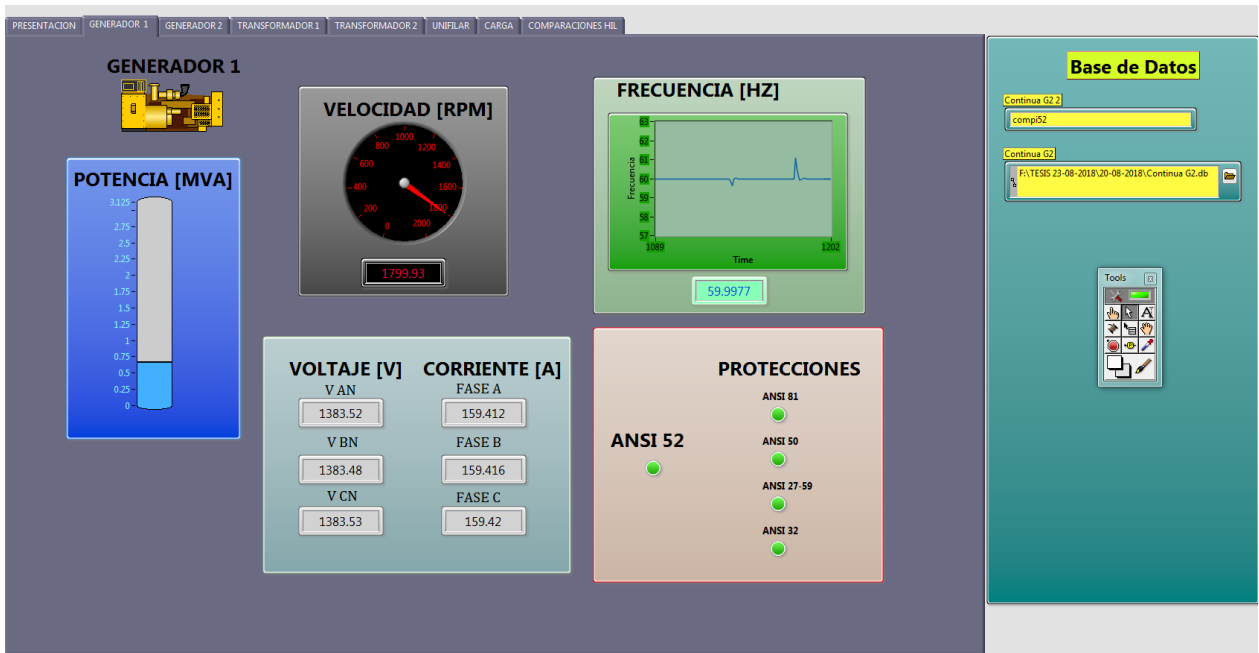 PRESENTACION GENERADOR 1 GENERADOR 2 TRANSFORMADOR 1 TRANSFORMADOR 2 UNIFILAR CARGA COMPARACIONES HIL
GENERADOR 1
POTENCIA [MVA]
3.125
2.75
2.5
2.25
2
1.75
1.5
1.25
1
0.75
0.5
0.25
0
VELOCIDAD [RPM]
0
200
400
600
800
1000
1200
1400
1600
1800
2000
1799.93
FRECUENCIA [HZ]
Frecuencia
63
62
61
60
59
58
57
1089 1202
Time
59.9977
VOLTAJE [V] CORRIENTE [A]
V AN FASE A
1383.52 159.412
V BN FASE B
1383.48 159.416
V CN FASE C
1383.53 159.42
PROTECCIONES
ANSI 52
ANSI 81
ANSI 50
ANSI 27-59
ANSI 32
Base de Datos
Continua G2 2
compi52
Continua G2
F:\TESIS 23-08-2018\20-08-2018\Continua G2.db
Tools
A